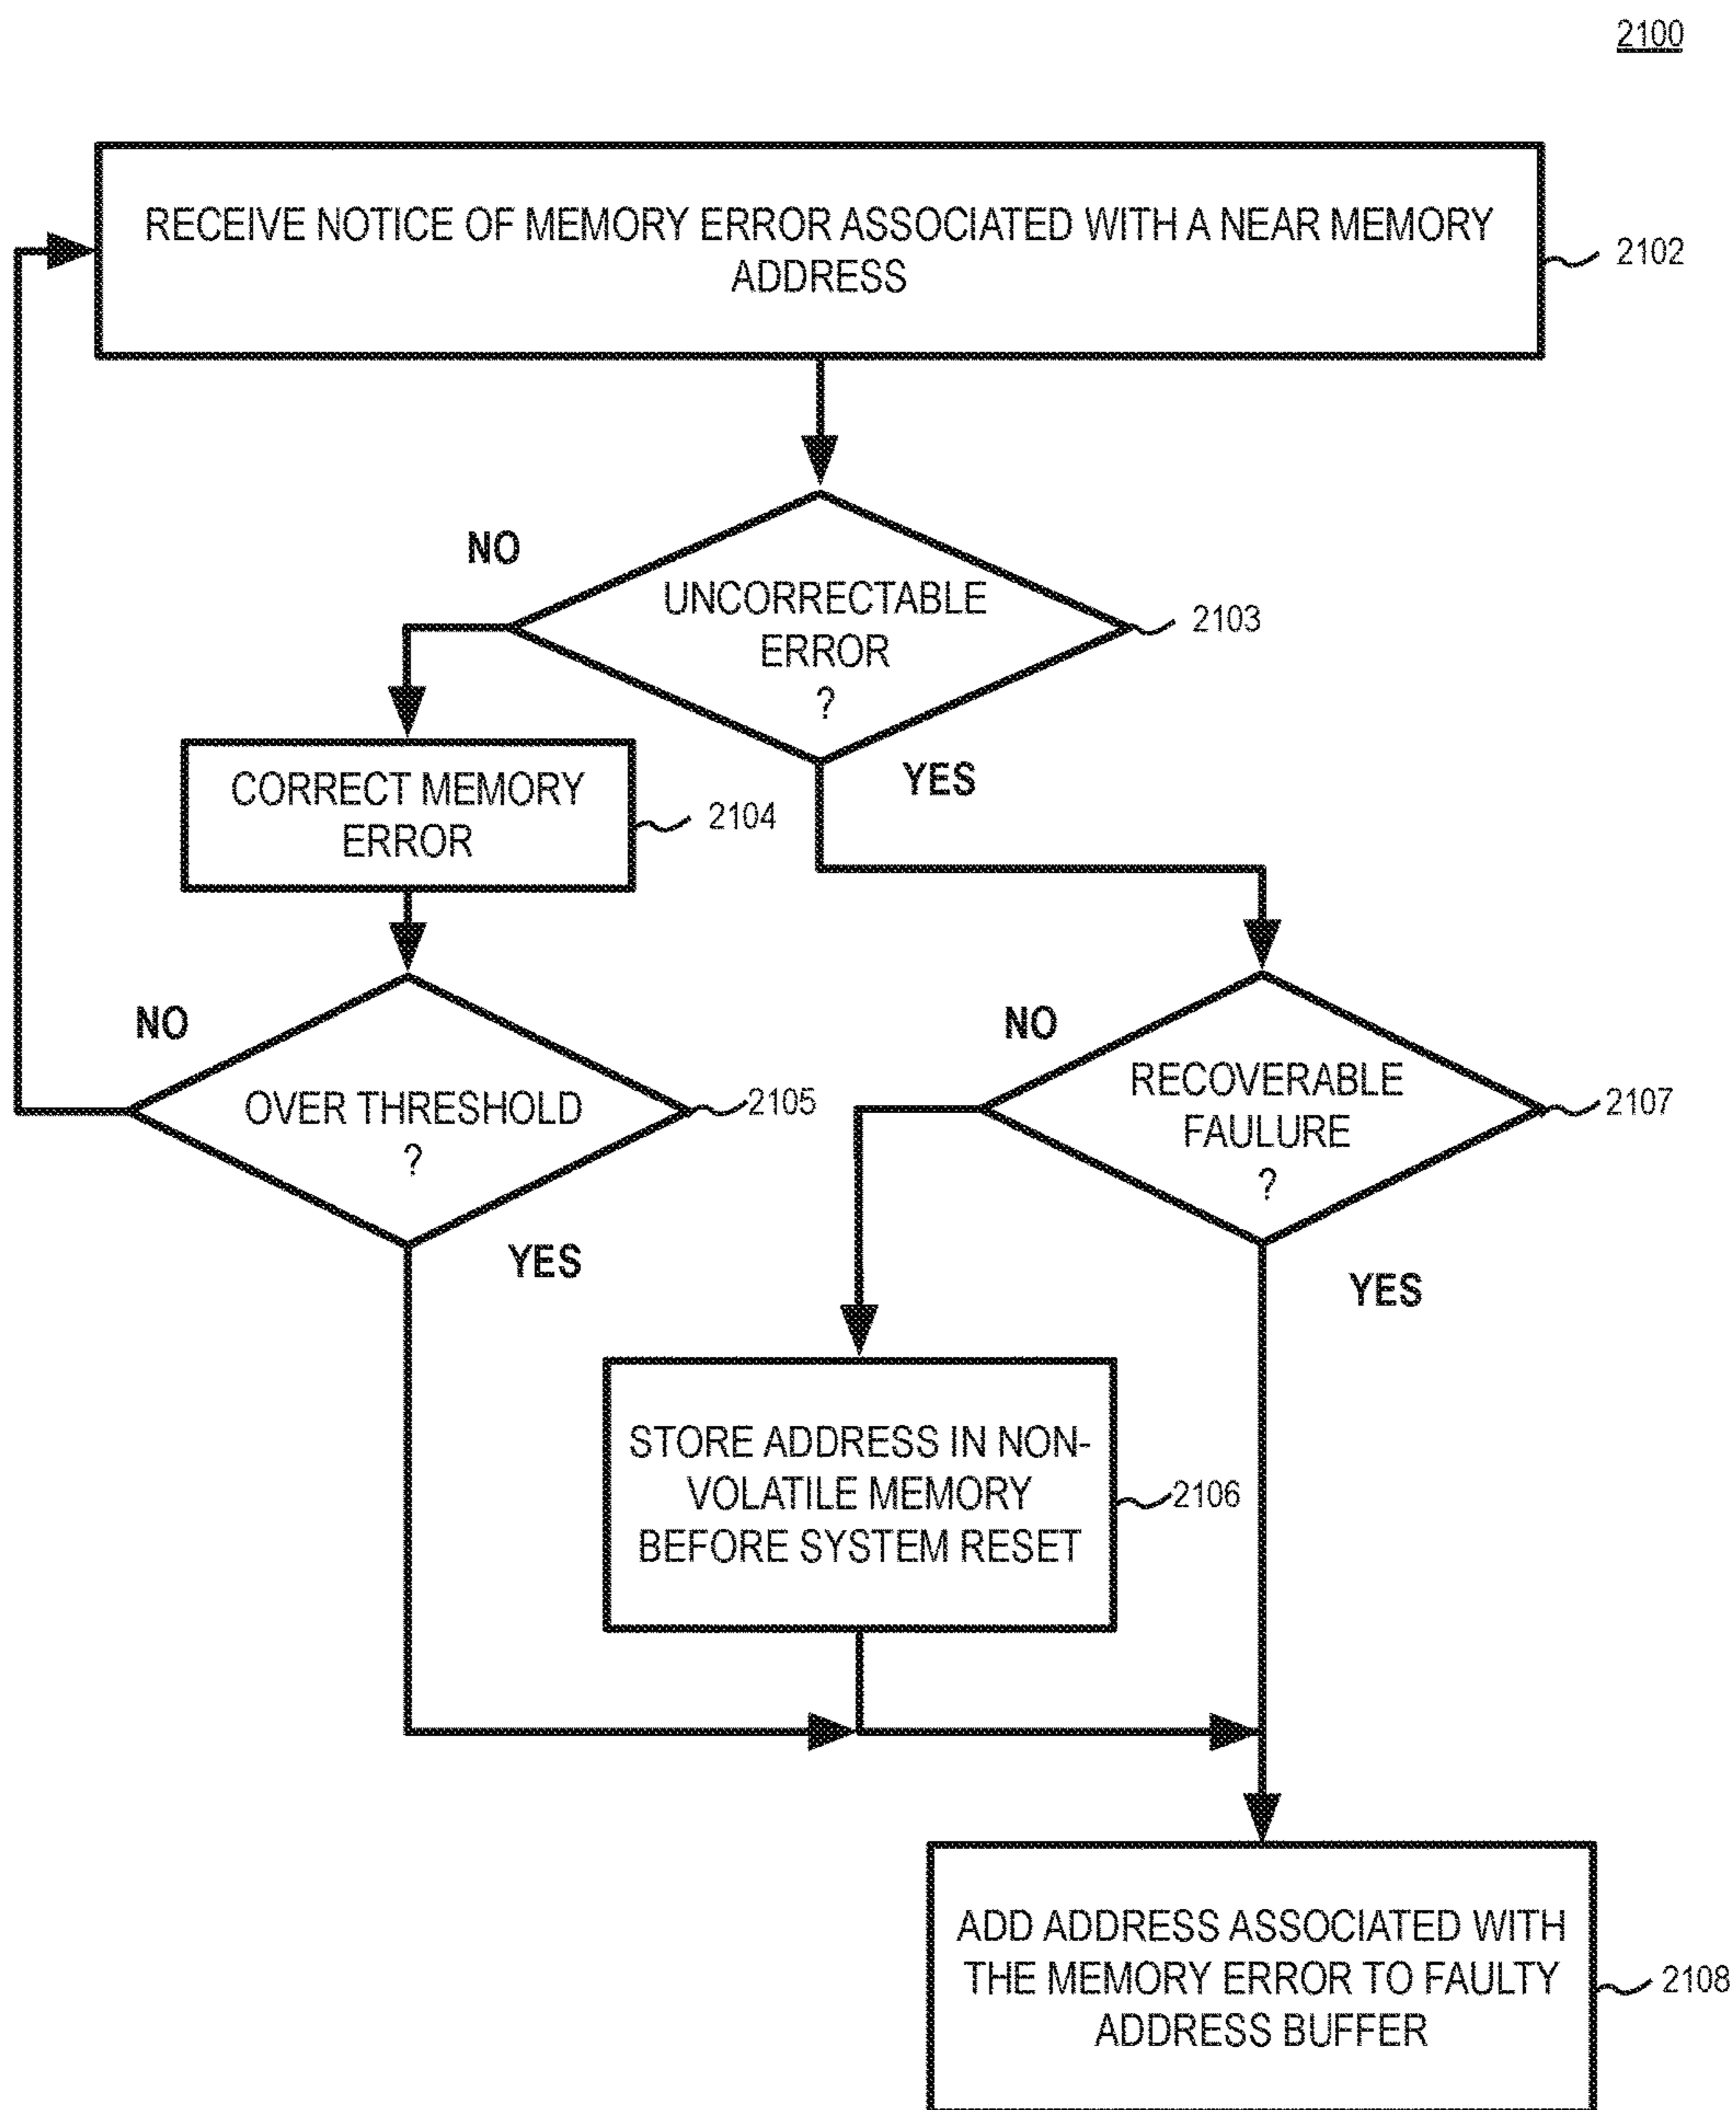 2100
RECEIVE NOTICE OF MEMORY ERROR ASSOCIATED WITH A NEAR MEMORY
ADDRESS
2102
NO
UNCORRECTABLE
ERROR
?
2103
YES
CORRECT MEMORY
ERROR
2104
NO
OVER THRESHOLD
?
2105
YES
NO
RECOVERABLE
FAULURE
?
2107
YES
STORE ADDRESS IN NON-
VOLATILE MEMORY
BEFORE SYSTEM RESET
2106
ADD ADDRESS ASSOCIATED WITH
THE MEMORY ERROR TO FAULTY
ADDRESS BUFFER
2108